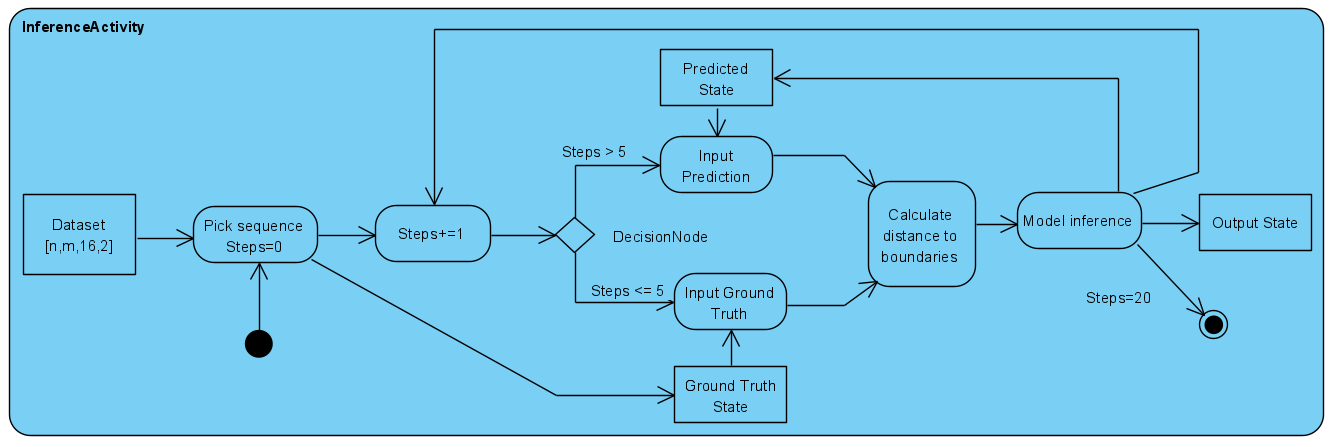 InferenceActivity
Predicted
State
Steps > 5
Input
Prediction
Dataset
[n,m,16,2]
Pick sequence
Steps=0
Steps+=1
DecisionNode
Calculate
distance to
boundaries
Model inference
Output State
Steps <= 5
Input Ground
Truth
Steps=20
Ground Truth
State